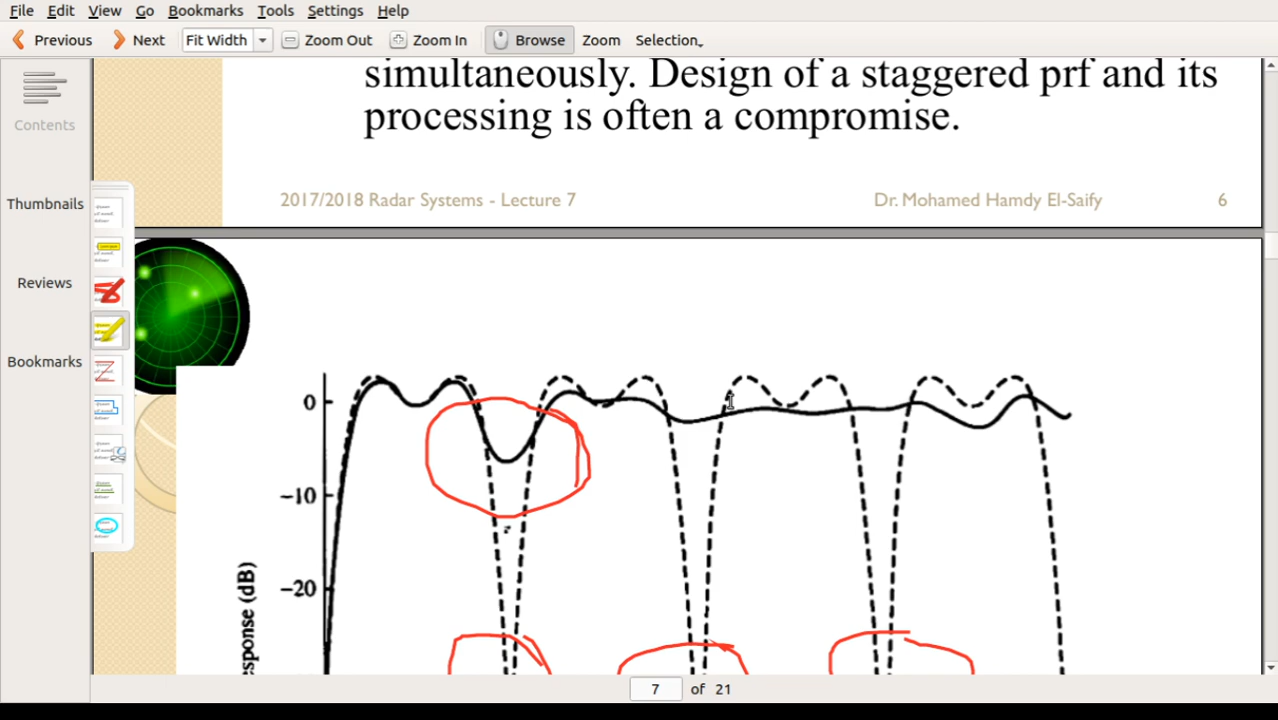 File Edit View Go Bookmarks Tools Settings Help
Previous Next Fit Width Zoom Out Zoom In Browse Zoom Selection
Contents
Thumbnails
Reviews
Bookmarks
simultaneously. Design of a staggered prf and its
processing is often a compromise.
2017/2018 Radar Systems - Lecture 7 Dr. Mohamed Hamdy El-Saify 6
0
−10
−20
esponse (dB)
7 of 21